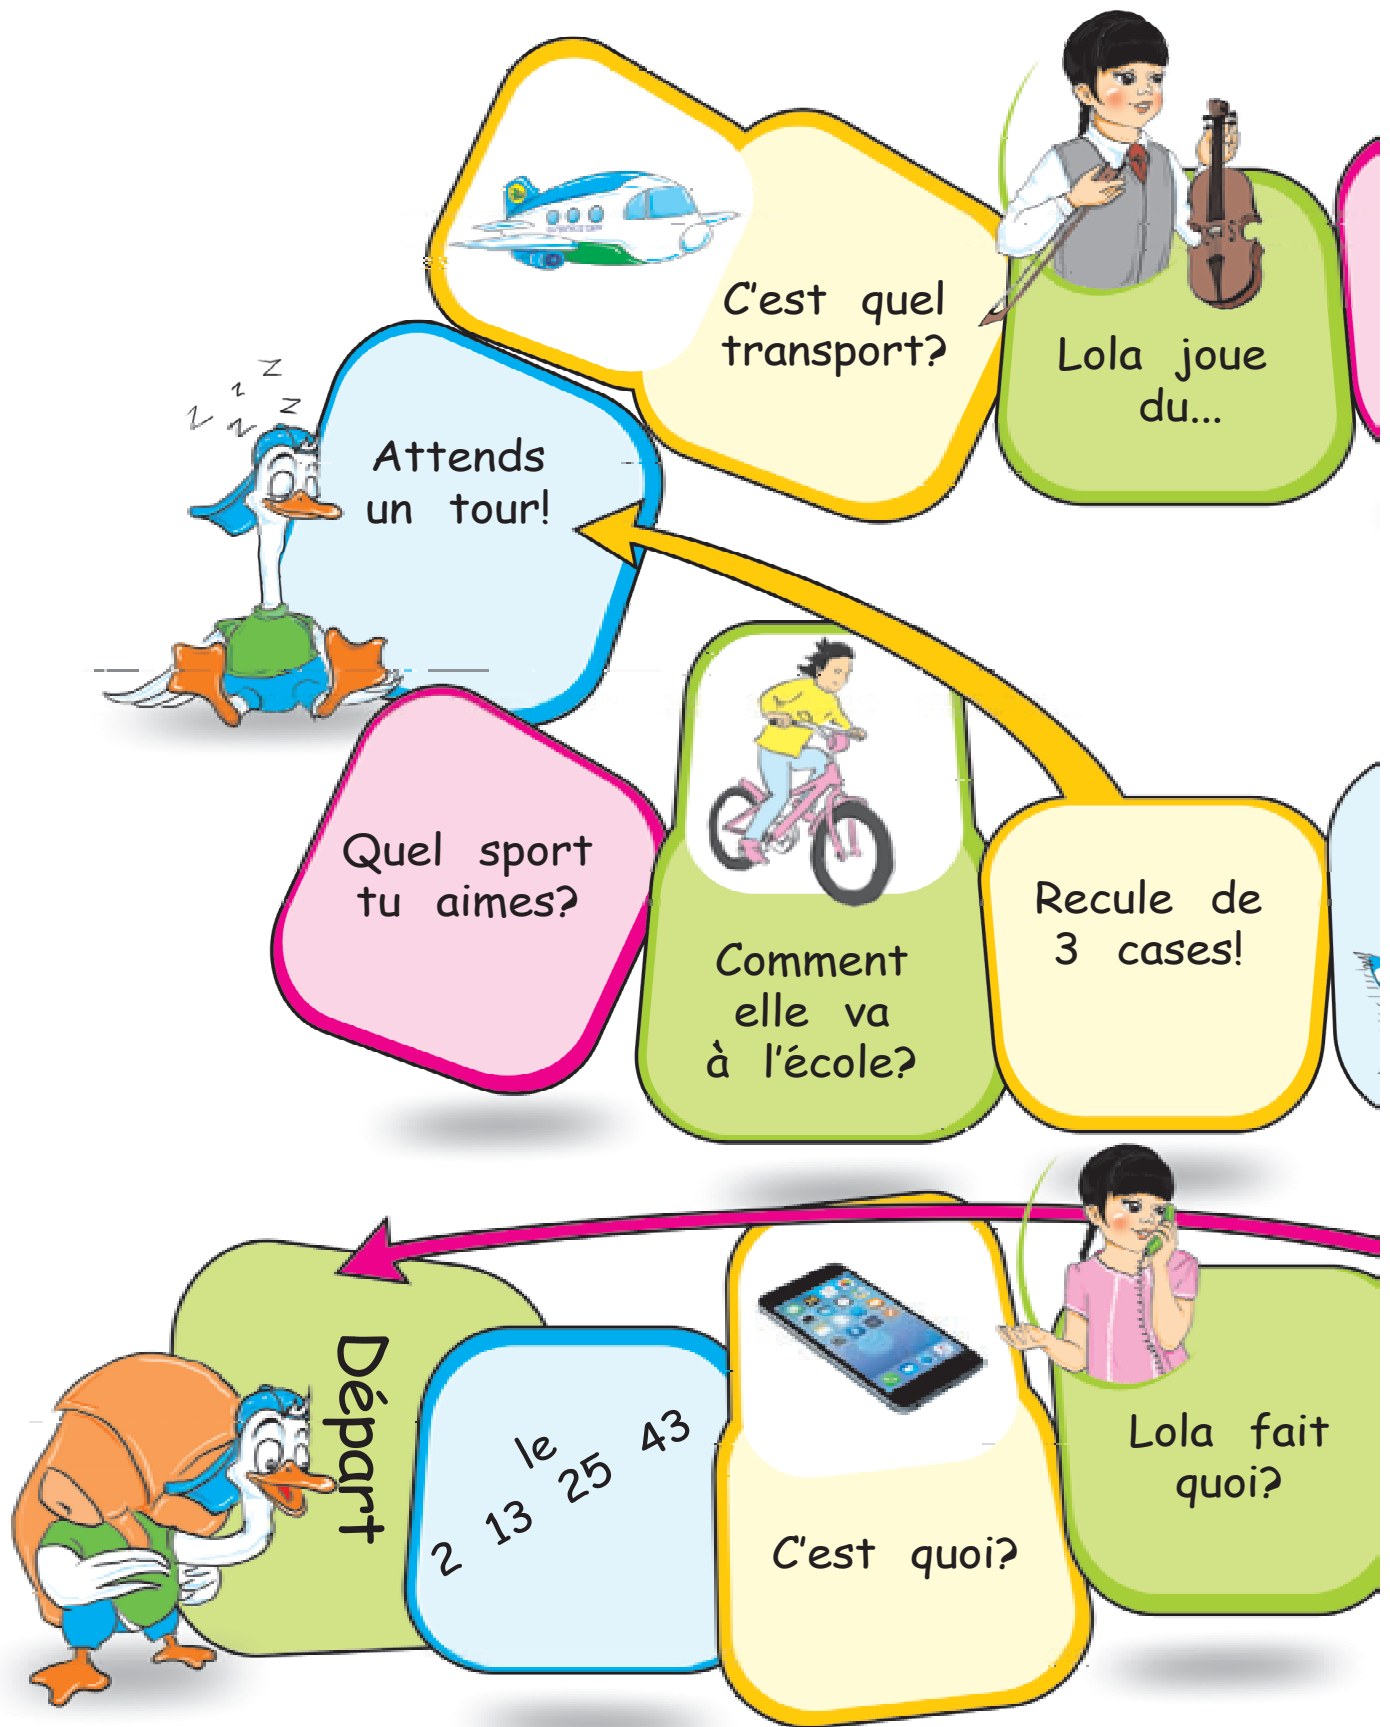 C'est quel
transport?
Lola joue
du...
Attends
un tour!
Quel sport
tu aimes?
Comment
elle va
à l'école?
Recule de
3 cases!
Départ
le
2 13 25 43
C'est quoi?
Lola fait
quoi?